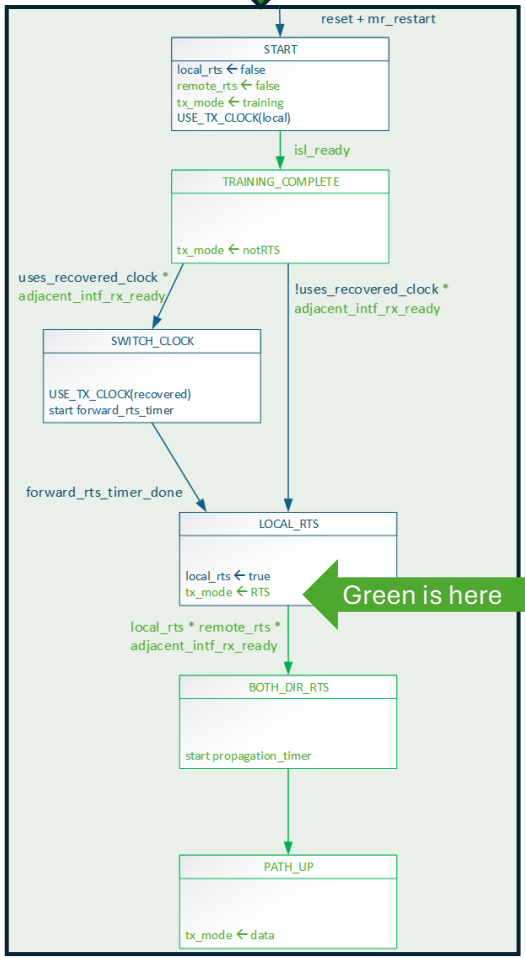 reset + mr_restart
START
local_rts ← false
remote_rts ← false
tx_mode ← training
USE_TX_CLOCK(local)
isl_ready
TRAINING_COMPLETE
tx_mode ← notRTS
uses_recovered_clock *
adjacent_intf_rx_ready
!uses_recovered_clock *
adjacent_intf_rx_ready
SWITCH_CLOCK
USE_TX_CLOCK(recovered)
start forward_rts_timer
forward_rts_timer_done
LOCAL_RTS
local_rts ← true
tx_mode ← RTS
Green is here
local_rts * remote_rts *
adjacent_intf_rx_ready
BOTH_DIR_RTS
start propagation_timer
PATH_UP
tx_mode ← data